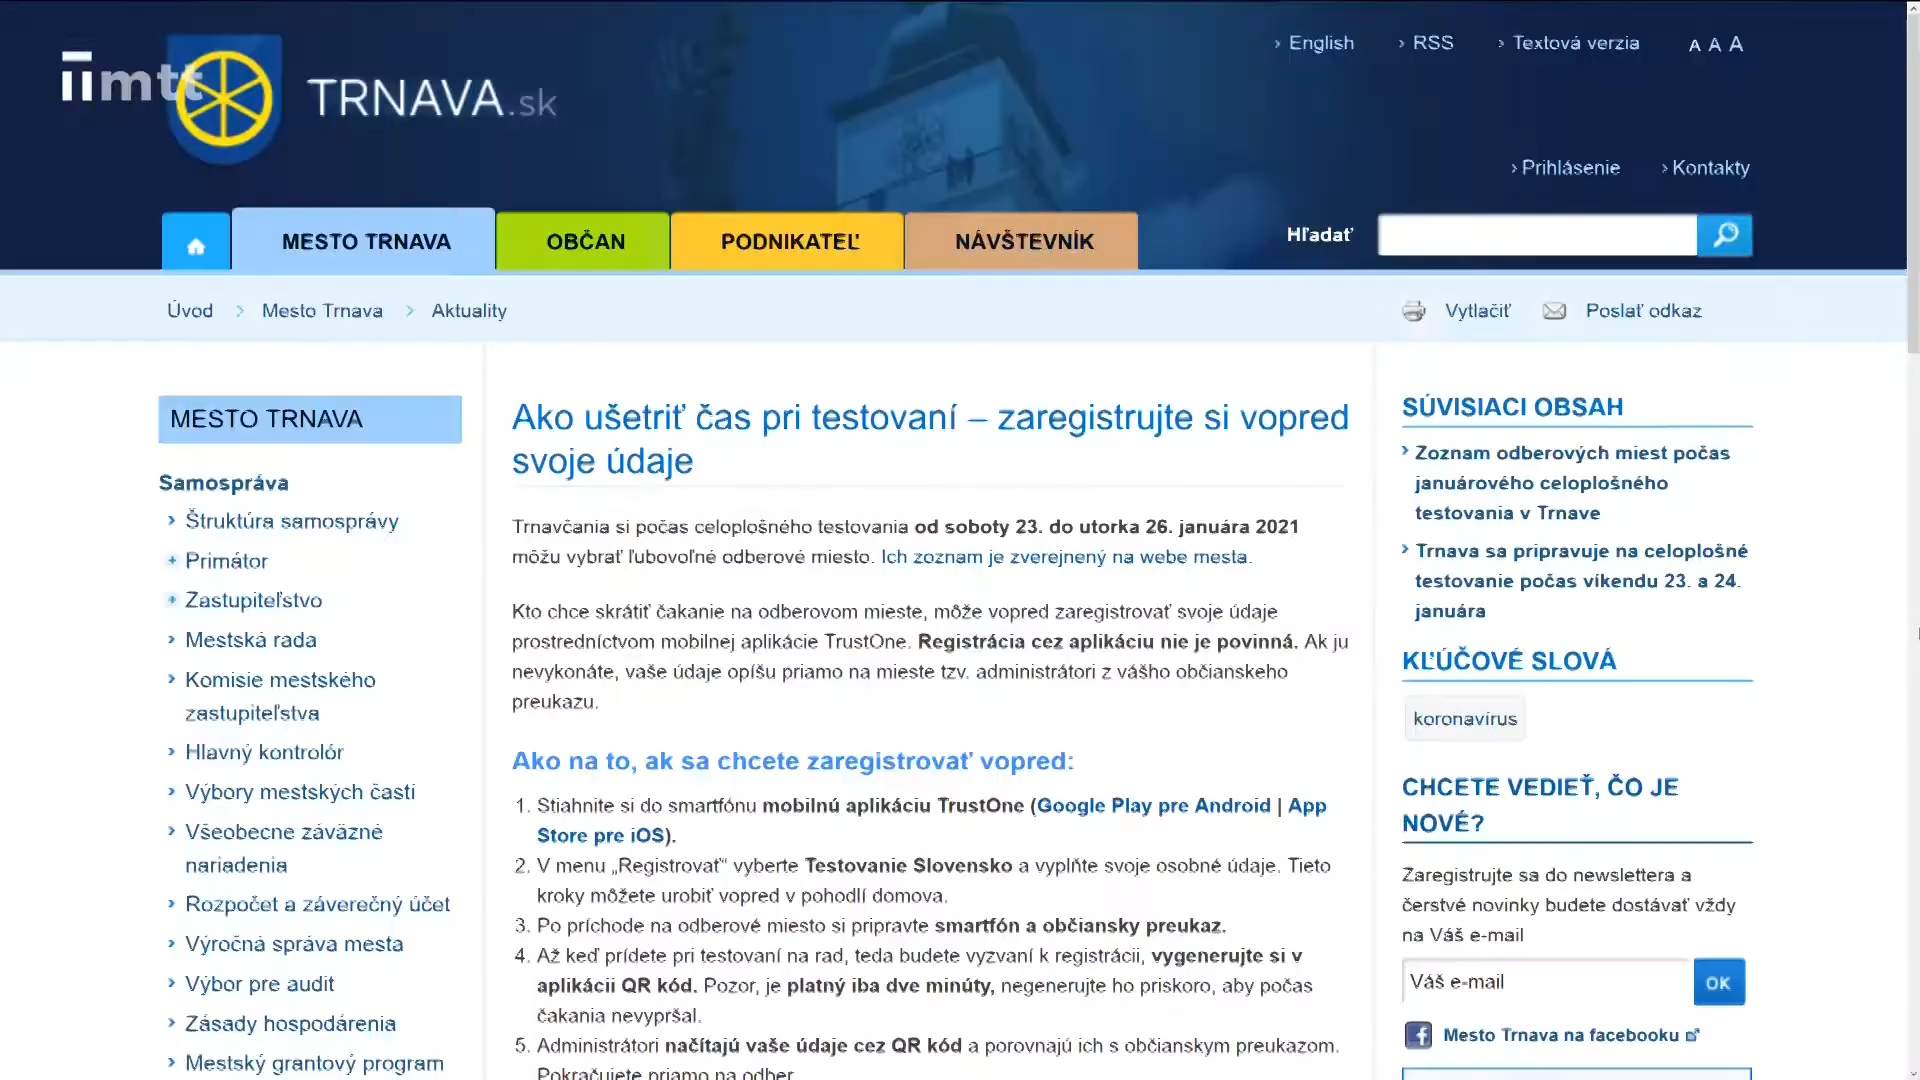 English
RSS
Textová verzia
A A A
mtt
TRNAVA.sk
Prihlásenie
Kontakty
MESTO TRNAVA
OBČAN
PODNIKATEĽ
NÁVŠTEVNÍK
Hľadať
Úvod
Mesto Trnava
Aktuality
Vytlačiť
Poslať odkaz
MESTO TRNAVA
Samospráva
Štruktúra samosprávy
Primátor
Zastupiteľstvo
Mestská rada
Komisie mestského
zastupiteľstva
Hlavný kontrolór
Výbory mestských častí
Všeobecne záväzné
nariadenia
Rozpočet a záverečný účet
Výročná správa mesta
Výbor pre audit
Zásady hospodárenia
Mestský grantový program
Ako ušetriť čas pri testovaní – zaregistrujte si vopred
svoje údaje
Trnavčania si počas celoplošného testovania od soboty 23. do utorka 26. januára 2021
môžu vybrať ľubovoľné odberové miesto. Ich zoznam je zverejnený na webe mesta.
Kto chce skrátiť čakanie na odberovom mieste, môže vopred zaregistrovať svoje údaje
prostredníctvom mobilnej aplikácie TrustOne. Registrácia cez aplikáciu nie je povinná. Ak ju
nevykonáte, vaše údaje opíšu priamo na mieste tzv. administrátori z vášho občianskeho
preukazu.
Ako na to, ak sa chcete zaregistrovať vopred:
1. Stiahnite si do smartfónu mobilnú aplikáciu TrustOne (Google Play pre Android | App
Store pre iOS).
2. V menu „Registrovať“ vyberte Testovanie Slovensko a vyplňte svoje osobné údaje. Tieto
kroky môžete urobiť vopred v pohodlí domova.
3. Po príchode na odberové miesto si pripravte smartfón a občiansky preukaz.
4. Až keď prídete pri testovaní na rad, teda budete vyzvaní k registrácii, vygenerujte si v
aplikácii QR kód. Pozor, je platný iba dve minúty, negenerujte ho priskoro, aby počas
čakania nevypršal.
5. Administrátori načítajú vaše údaje cez QR kód a porovnajú ich s občianskym preukazom.
Pokračujete priamo na odber.
SÚVISIACI OBSAH
Zoznam odberových miest počas
januárového celoplošného
testovania v Trnave
Trnava sa pripravuje na celoplošné
testovanie počas víkendu 23. a 24.
januára
KĽÚČOVÉ SLOVÁ
koronavírus
CHCETE VEDIEŤ, ČO JE
NOVÉ?
Zaregistrujte sa do newslettera a
čerstvé novinky budete dostávať vždy
na Váš e-mail
Váš e-mail
OK
Mesto Trnava na facebooku